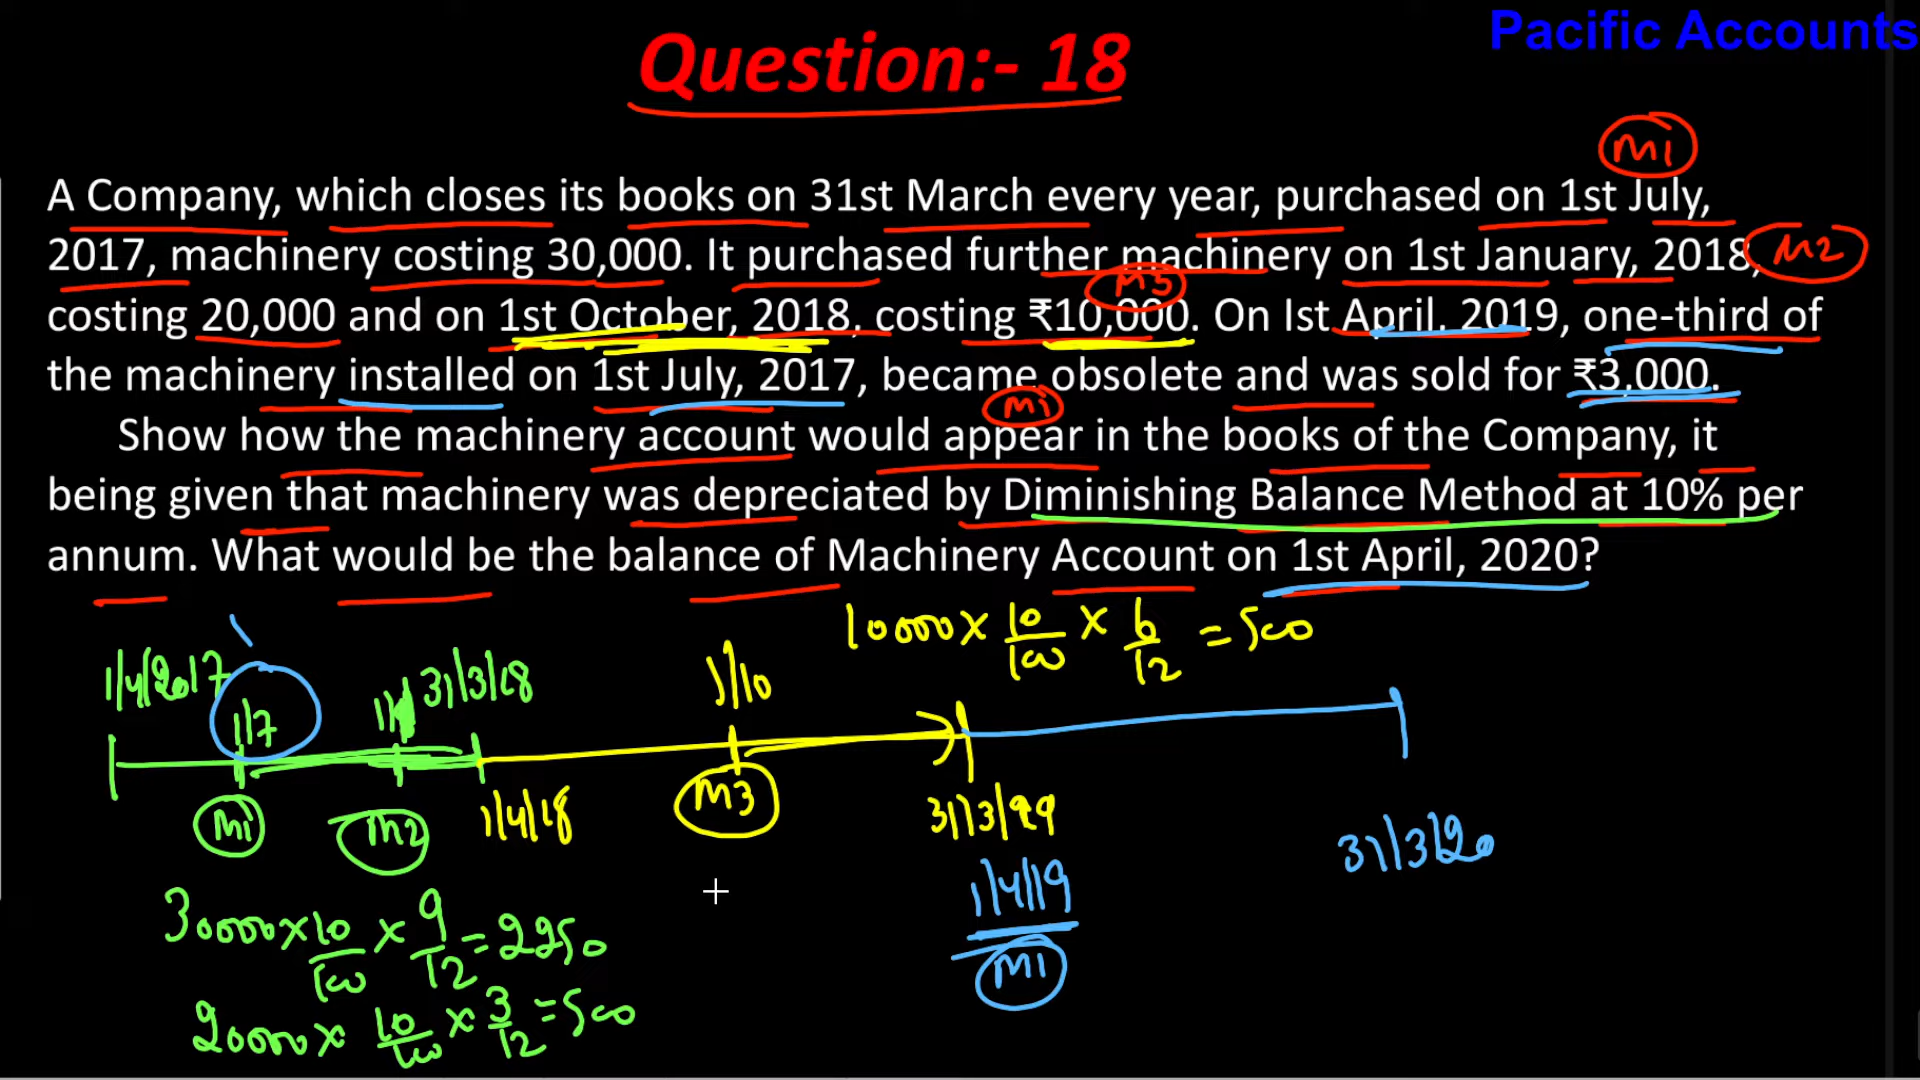 Pacific Accounts
Question:- 18
M1
A Company, which closes its books on 31st March every year, purchased on 1st July,
2017, machinery costing 30,000. It purchased further machinery on 1st January, 2018,
M2
M3
costing 20,000 and on 1st October, 2018, costing ₹10,000. On Ist April, 2019, one-third of
the machinery installed on 1st July, 2017, became obsolete and was sold for ₹3,000.
M1
Show how the machinery account would appear in the books of the Company, it
being given that machinery was depreciated by Diminishing Balance Method at 10% per
annum. What would be the balance of Machinery Account on 1st April, 2020?
10000 × 10/100 × 6/12 = 500
1/4/2017 1/7 31/3/18 1/10
M1 M2 1/4/18 M3 31/3/20
1/4/19
M1
30000 × 10/100 × 9/12 = 2250
20000 × 10/100 × 3/12 = 500